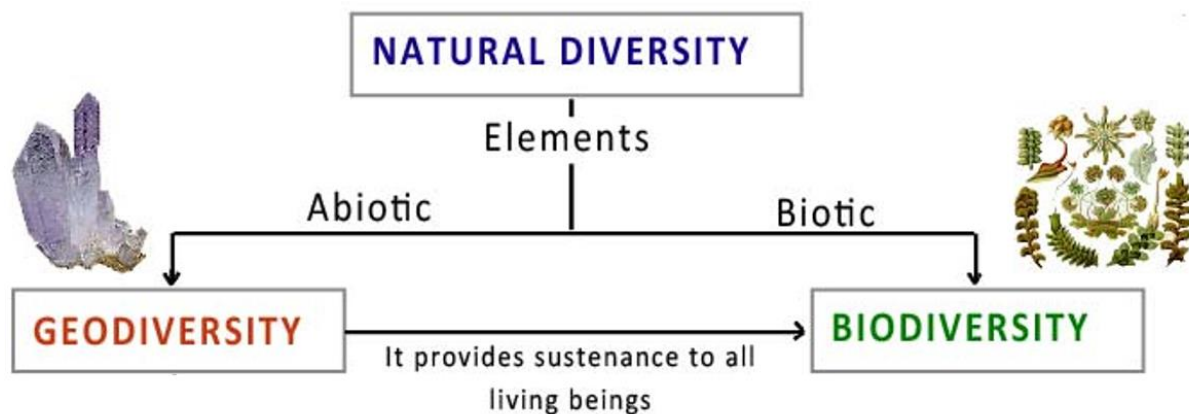 NATURAL DIVERSITY
Elements
Abiotic
Biotic
GEODIVERSITY
BIODIVERSITY
It provides sustenance to all
living beings